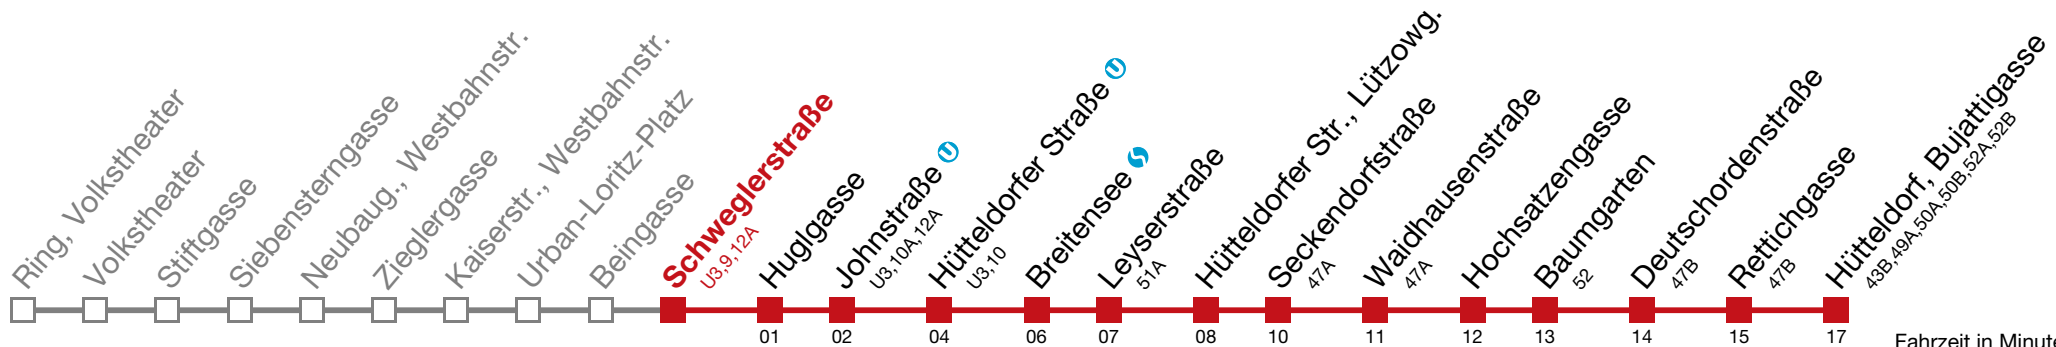 Ring, Volkstheater
Volkstheater
Stiftgasse
Siebensterngasse
Neubaug., Westbahnstr.
Zieglergasse
Kaiserstr., Westbahnstr.
Urban-Loritz-Platz
Beingasse
Schweglerstraße
U3,9,12A
Huglgasse
Johnstraße U
U3,10A,12A
Hütteldorfer Straße U
U3,10
Breitensee S
Leyserstraße
51A
Hütteldorfer Str., Lützowg.
Seckendorfstraße
47A
Waidhausenstraße
47A
Hochsatzengasse
Baumgarten
52
Deutschordenstraße
47B
Rettichgasse
47B
Hütteldorf, Bujattigasse
43B,49A,50A,50B,52A,52B
01 02 04 06 07 08 10 11 12 13 14 15 17
Fahrzeit in Minute